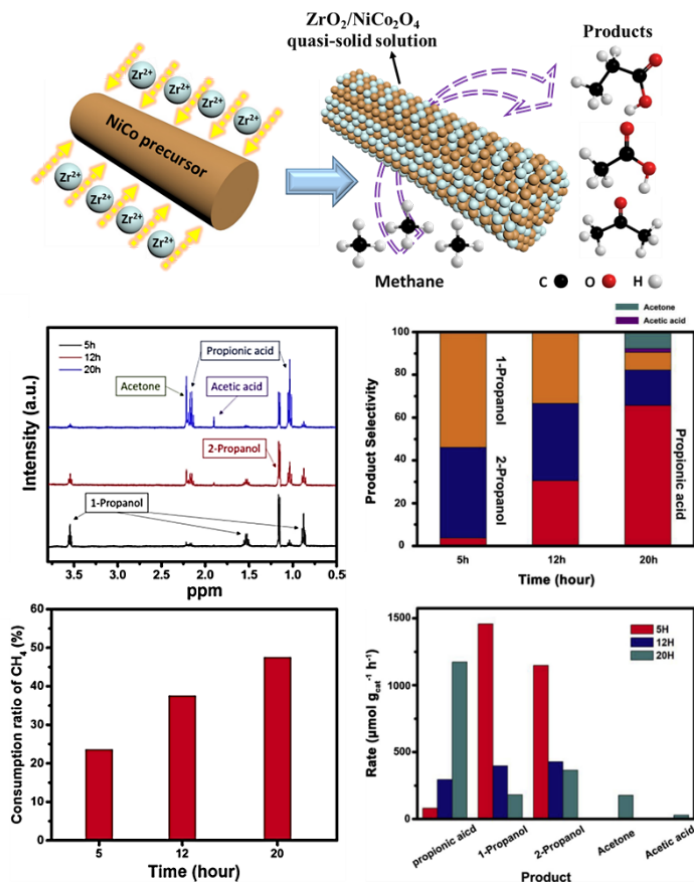 ZrO₂/NiCo₂O₄
quasi-solid solution
Products
Zr²⁺
Zr²⁺
Zr²⁺
Zr²⁺
Zr²⁺
NiCo precursor
Zr²⁺
Zr²⁺
Zr²⁺
Zr²⁺
Methane
C O H
5h
12h
20h
Propionic acid
Acetone
Acetic acid
2-Propanol
1-Propanol
Intensity (a.u.)
3.5 3.0 2.5 2.0 1.5 1.0 0.5
ppm
Acetone
Acetic acid
100
80
60
40
20
0
Product Selectivity
1-Propanol
2-Propanol
Propionic acid
5h 12h 20h
Time (hour)
60
50
40
30
20
10
0
Consumption ratio of CH₄ (%)
5 12 20
Time (hour)
1500
1000
500
0
Rate (μmol g꜀ₐₜ⁻¹ h⁻¹)
5H
12H
20H
propionic aicd 1-Propanol 2-Propanol Acetone Acetic acid
Product